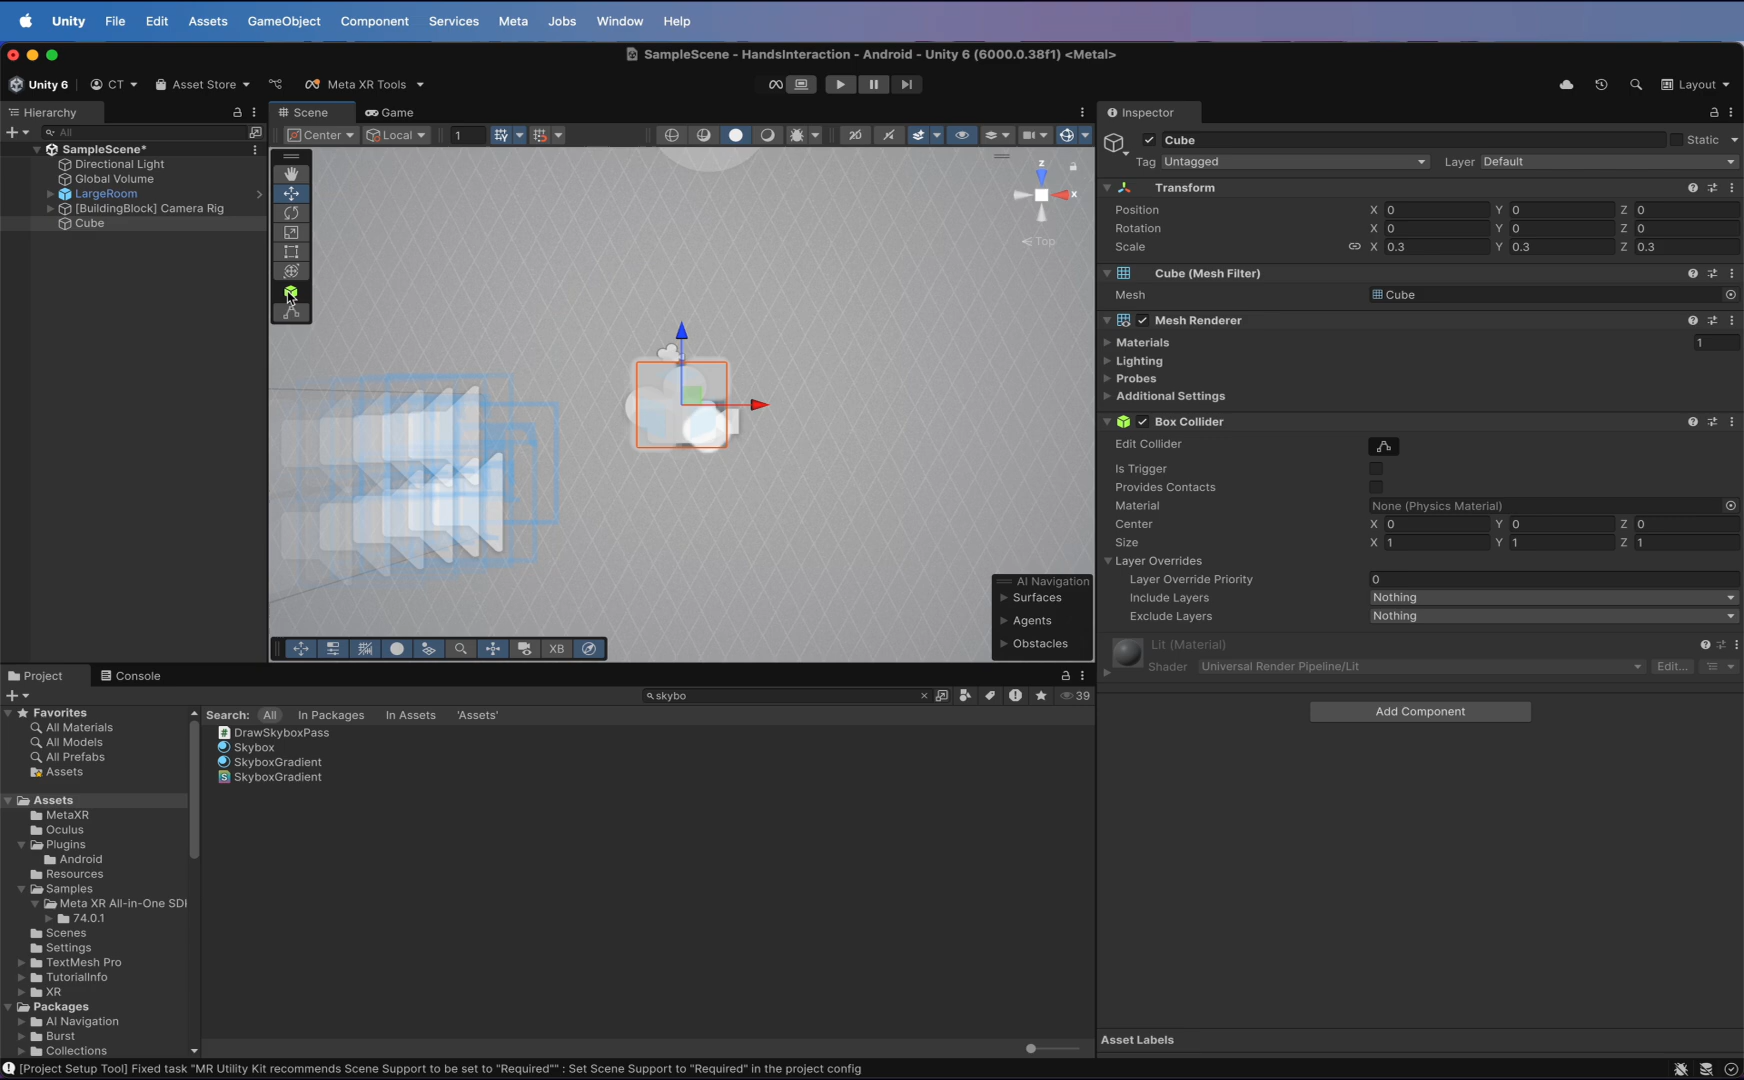 Unity File Edit Assets GameObject Component Services Meta Jobs Window Help
SampleScene - HandsInteraction - Android - Unity 6 (6000.0.38f1) <Metal>
Unity 6 CT Asset Store Meta XR Tools Layout
Hierarchy
All
SampleScene*
Directional Light
Global Volume
LargeRoom
[BuildingBlock] Camera Rig
Cube
Scene Game
Center Local 1 2D
z
x
Top
AI Navigation
Surfaces
Agents
Obstacles
XB
Inspector
Cube Static
Tag Untagged Layer Default
Transform
Position X 0 Y 0 Z 0
Rotation X 0 Y 0 Z 0
Scale X 0.3 Y 0.3 Z 0.3
Cube (Mesh Filter)
Mesh Cube
Mesh Renderer
Materials 1
Lighting
Probes
Additional Settings
Box Collider
Edit Collider
Is Trigger
Provides Contacts
Material None (Physics Material)
Center X 0 Y 0 Z 0
Size X 1 Y 1 Z 1
Layer Overrides
Layer Override Priority 0
Include Layers Nothing
Exclude Layers Nothing
Lit (Material)
Shader Universal Render Pipeline/Lit Edit...
Add Component
Asset Labels
Project Console
skybo 39
Favorites
All Materials
All Models
All Prefabs
Assets
Assets
MetaXR
Oculus
Plugins
Android
Resources
Samples
Meta XR All-in-One SDK
74.0.1
Scenes
Settings
TextMesh Pro
TutorialInfo
XR
Packages
AI Navigation
Burst
Collections
Search: All In Packages In Assets 'Assets'
DrawSkyboxPass
Skybox
SkyboxGradient
SkyboxGradient
[Project Setup Tool] Fixed task "MR Utility Kit recommends Scene Support to be set to "Required"" : Set Scene Support to "Required" in the project config